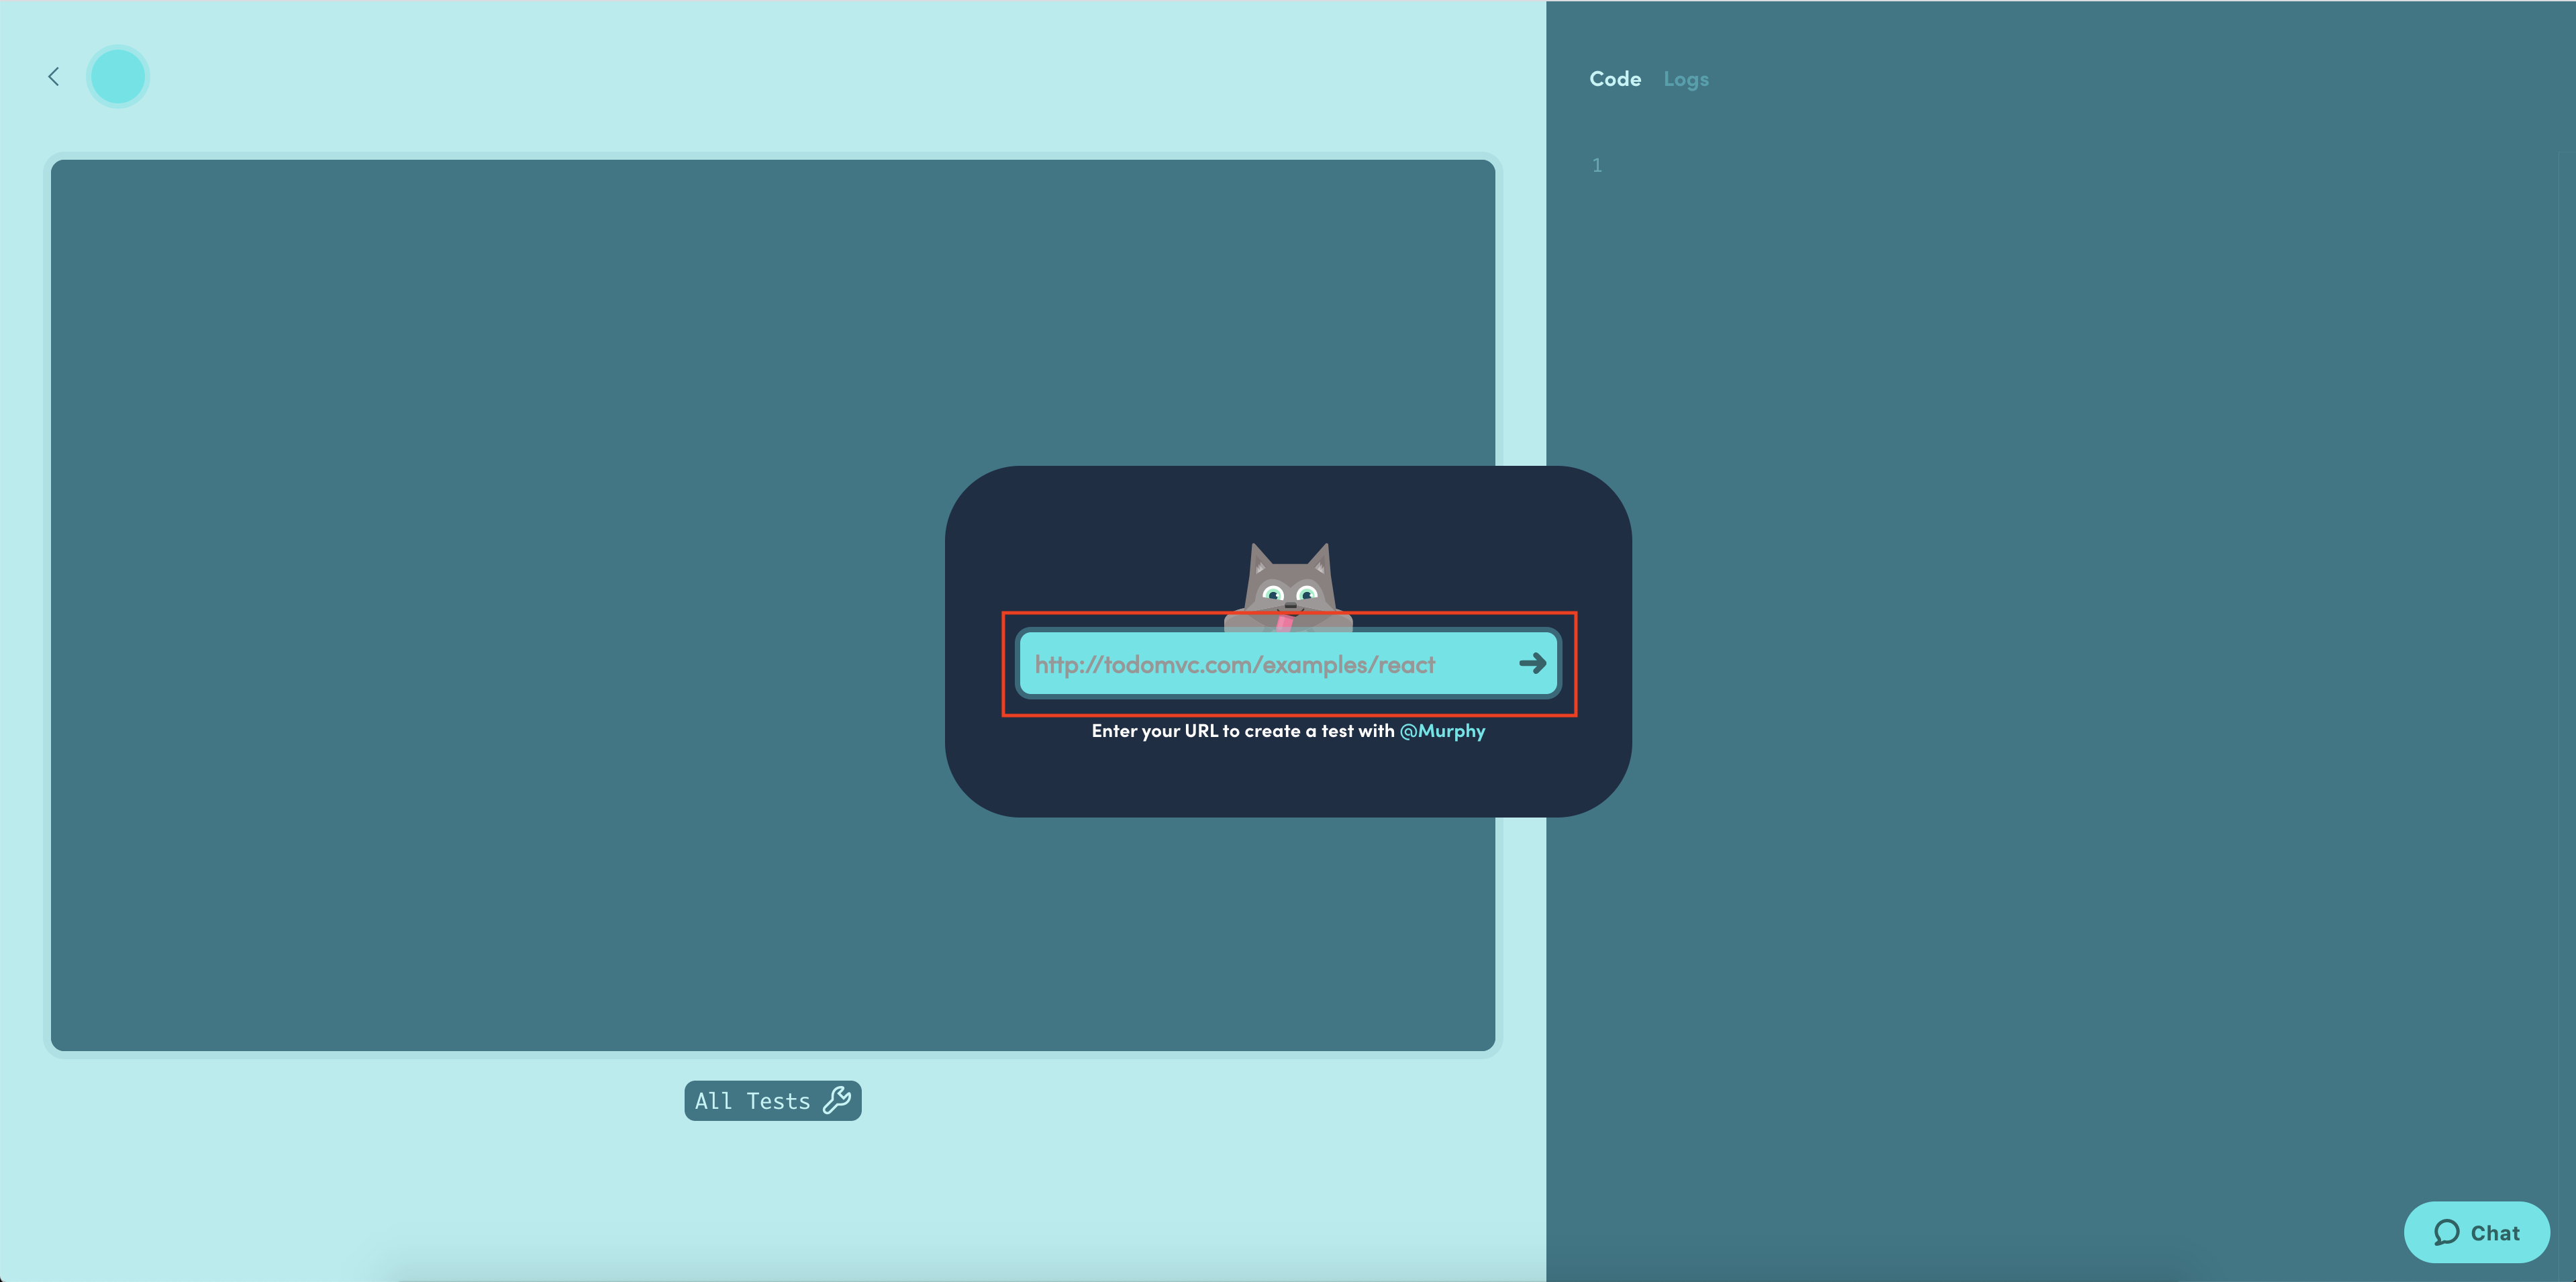 Code Logs
1
http://todomvc.com/examples/react
Enter your URL to create a test with @Murphy
All Tests
Chat